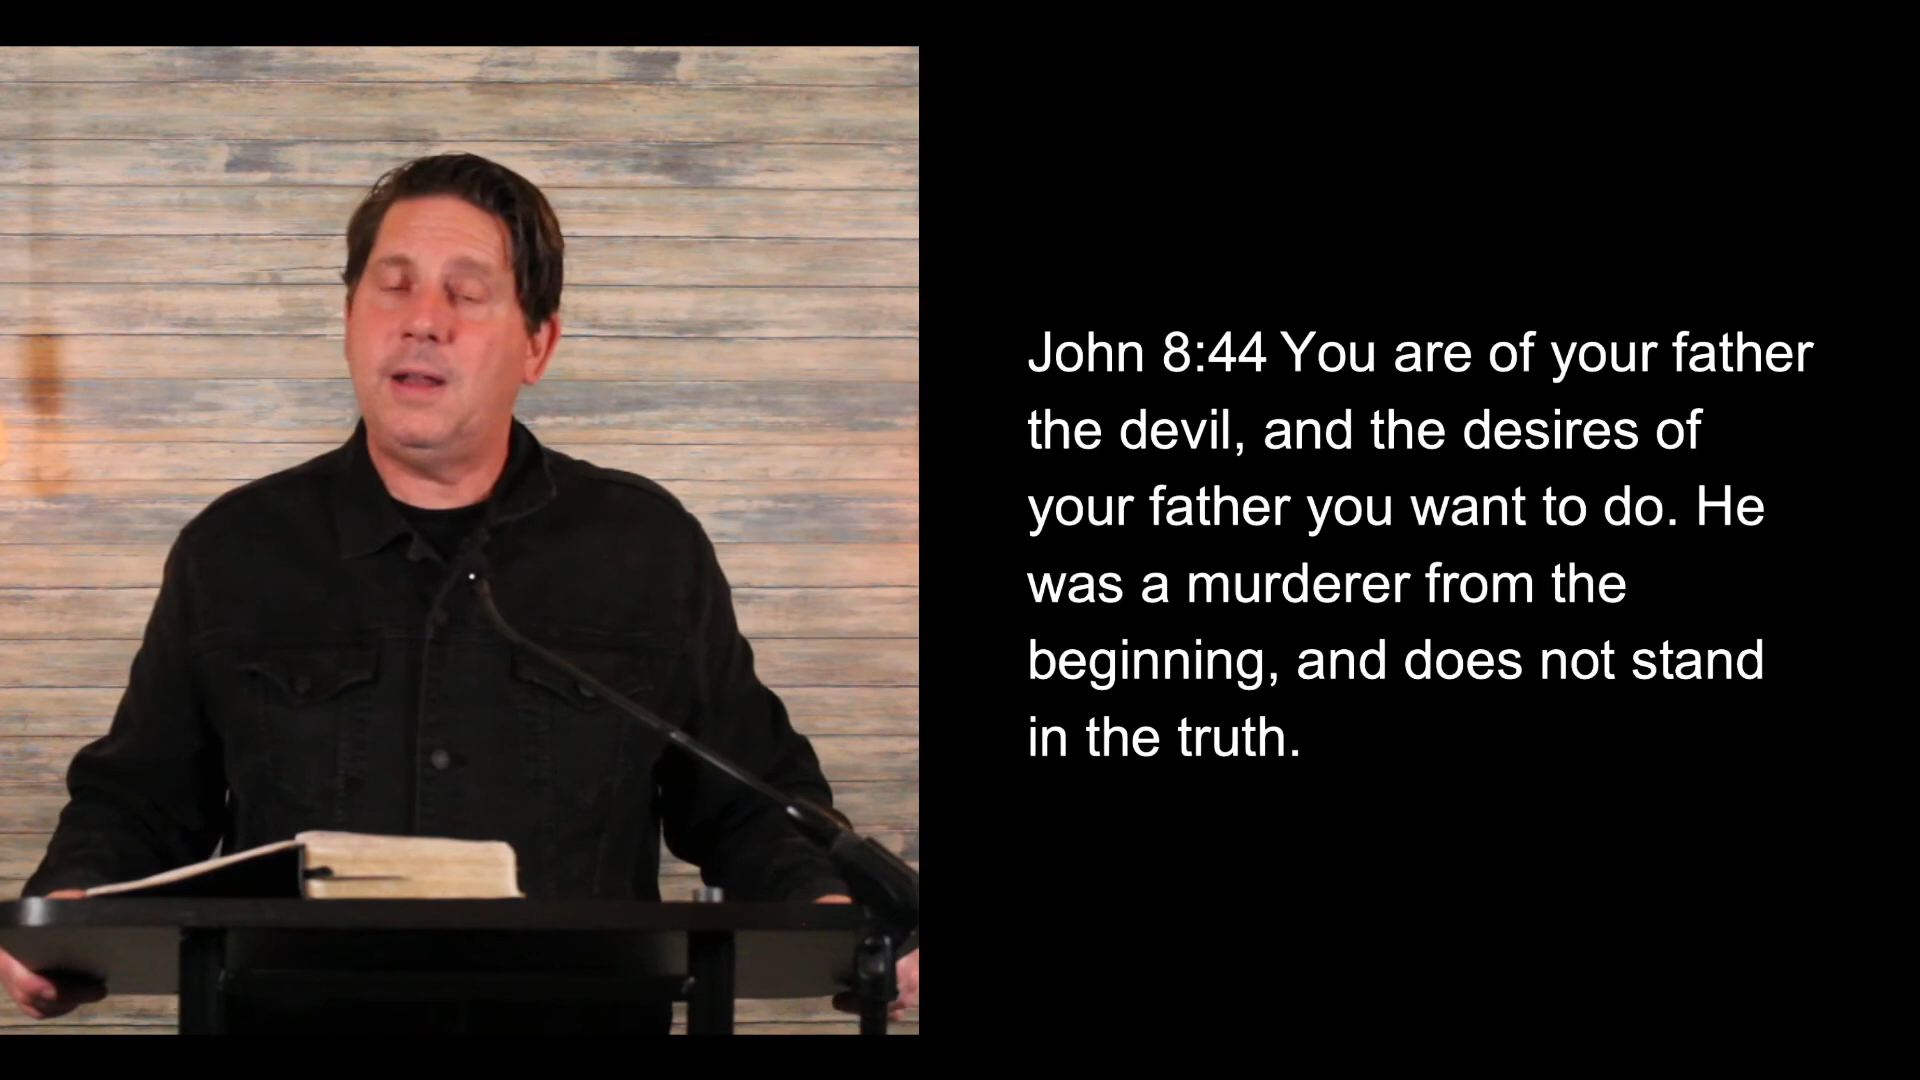 John 8:44 You are of your father
the devil, and the desires of
your father you want to do. He
was a murderer from the
beginning, and does not stand
in the truth.